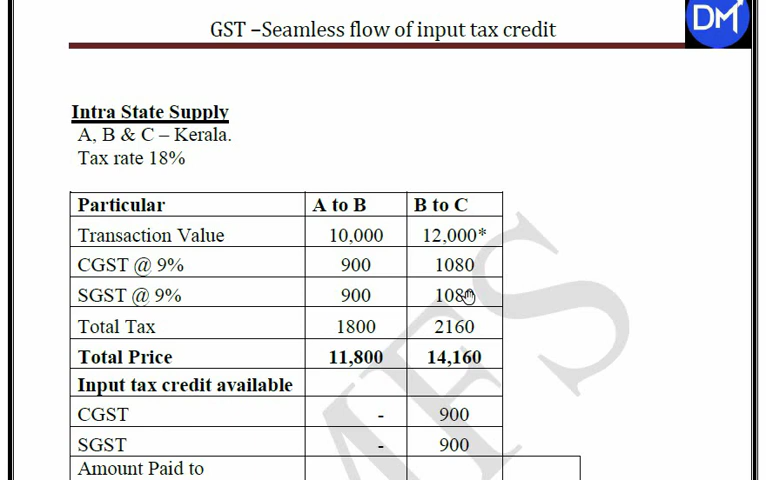 GST –Seamless flow of input tax credit
DM
Intra State Supply
A, B & C – Kerala.
Tax rate 18%
Particular A to B B to C
Transaction Value 10,000 12,000*
CGST @ 9% 900 1080
SGST @ 9% 900 1080
Total Tax 1800 2160
Total Price 11,800 14,160
Input tax credit available
CGST - 900
SGST - 900
Amount Paid to
MFS